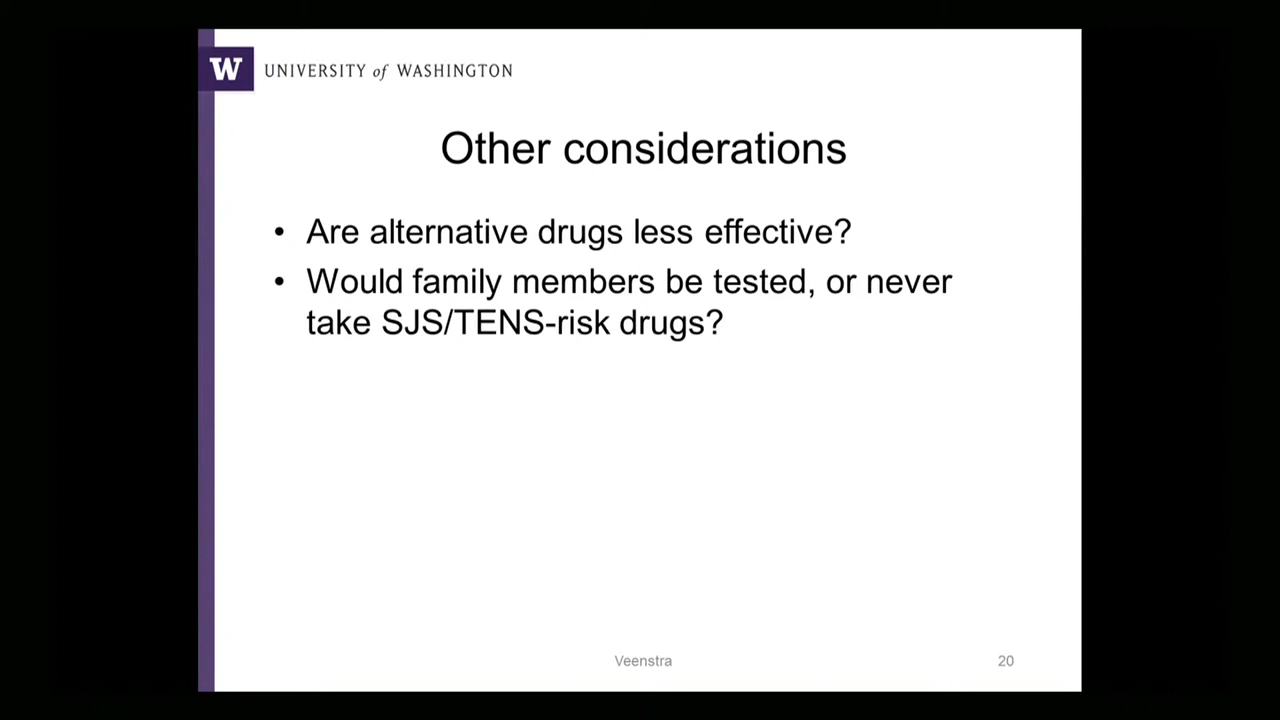 W UNIVERSITY of WASHINGTON
Other considerations
• Are alternative drugs less effective?
• Would family members be tested, or never
take SJS/TENS-risk drugs?
Veenstra 20